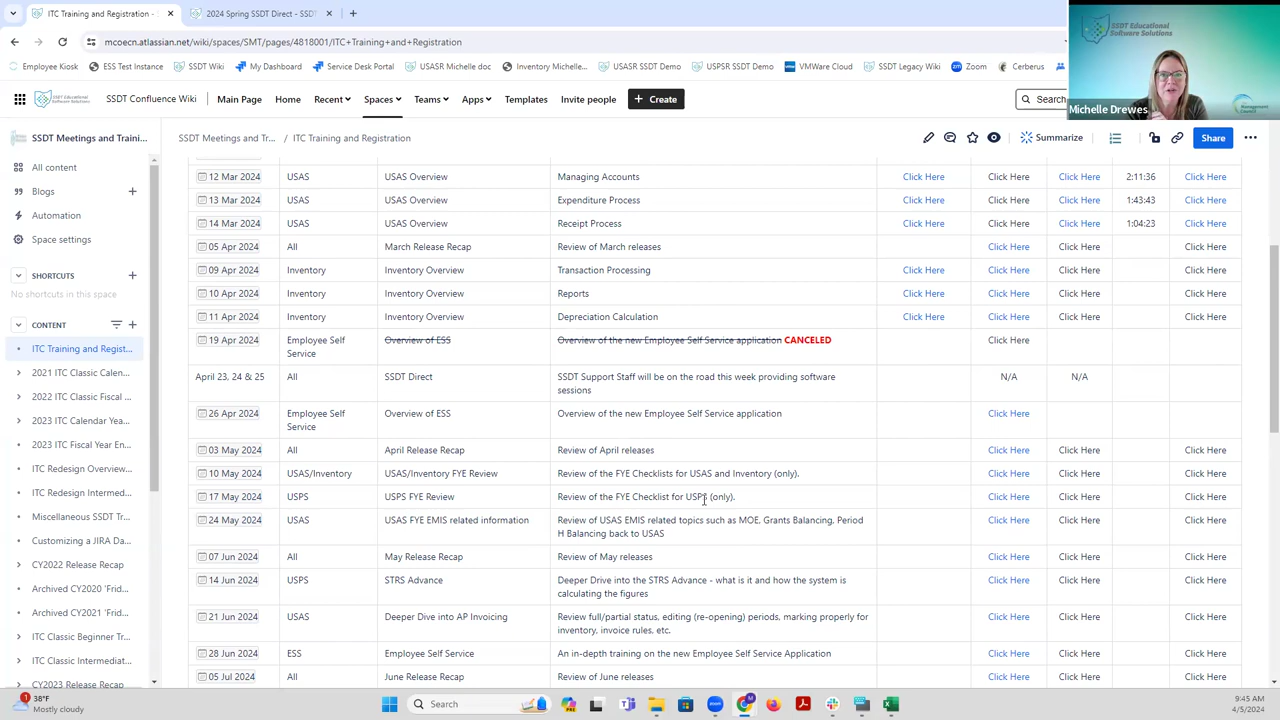 ITC Training and Registration -
2024 Spring SSDT Direct - SSDT
mcoecn.atlassian.net/wiki/spaces/SMT/pages/4818001/ITC+Training+and+Registration
Employee Kiosk
ESS Test Instance
SSDT Wiki
My Dashboard
Service Desk Portal
USASR Michelle doc
Inventory Michelle...
USASR SSDT Demo
USPSR SSDT Demo
VMWare Cloud
SSDT Legacy Wiki
Zoom
Cerberus
SSDT Educational
Software Solutions
Management
Council
Michelle Drewes
SSDT Confluence Wiki
Main Page
Home
Recent
Spaces
Teams
Apps
Templates
Invite people
+ Create
Search
SSDT Meetings and Traini...
SSDT Meetings and Tr... / ITC Training and Registration
Summarize
Share
All content
Blogs
Automation
Space settings
SHORTCUTS
No shortcuts in this space
CONTENT
ITC Training and Regist...
2021 ITC Classic Calen...
2022 ITC Classic Fiscal ...
2023 ITC Calendar Yea...
2023 ITC Fiscal Year En...
ITC Redesign Overview...
ITC Redesign Intermed...
Miscellaneous SSDT Tr...
Customizing a JIRA Da...
CY2022 Release Recap
Archived CY2020 'Frid...
Archived CY2021 'Frid...
ITC Classic Beginner Tr...
ITC Classic Intermediat...
CY2023 Release Recap
12 Mar 2024 USAS USAS Overview Managing Accounts Click Here Click Here Click Here 2:11:36 Click Here
13 Mar 2024 USAS USAS Overview Expenditure Process Click Here Click Here Click Here 1:43:43 Click Here
14 Mar 2024 USAS USAS Overview Receipt Process Click Here Click Here Click Here 1:04:23 Click Here
05 Apr 2024 All March Release Recap Review of March releases Click Here Click Here Click Here
09 Apr 2024 Inventory Inventory Overview Transaction Processing Click Here Click Here Click Here Click Here
10 Apr 2024 Inventory Inventory Overview Reports Click Here Click Here Click Here Click Here
11 Apr 2024 Inventory Inventory Overview Depreciation Calculation Click Here Click Here Click Here Click Here
19 Apr 2024 Employee Self Overview of ESS Overview of the new Employee Self Service application CANCELED Click Here
Service
April 23, 24 & 25 All SSDT Direct SSDT Support Staff will be on the road this week providing software N/A N/A
sessions
26 Apr 2024 Employee Self Overview of ESS Overview of the new Employee Self Service application Click Here
Service
03 May 2024 All April Release Recap Review of April releases Click Here Click Here Click Here
10 May 2024 USAS/Inventory USAS/Inventory FYE Review Review of the FYE Checklists for USAS and Inventory (only). Click Here Click Here Click Here
17 May 2024 USPS USPS FYE Review Review of the FYE Checklist for USPS (only). Click Here Click Here Click Here
24 May 2024 USAS USAS FYE EMIS related information Review of USAS EMIS related topics such as MOE, Grants Balancing, Period Click Here Click Here Click Here
H Balancing back to USAS
07 Jun 2024 All May Release Recap Review of May releases Click Here Click Here Click Here
14 Jun 2024 USPS STRS Advance Deeper Drive into the STRS Advance - what is it and how the system is Click Here Click Here Click Here
calculating the figures
21 Jun 2024 USAS Deeper Dive into AP Invoicing Review full/partial status, editing (re-opening) periods, marking properly for Click Here Click Here Click Here
inventory, invoice rules, etc.
28 Jun 2024 ESS Employee Self Service An in-depth training on the new Employee Self Service Application Click Here Click Here Click Here
05 Jul 2024 All June Release Recap Review of June releases Click Here Click Here Click Here
1
38°F
Mostly cloudy
Search
9:45 AM
4/5/2024